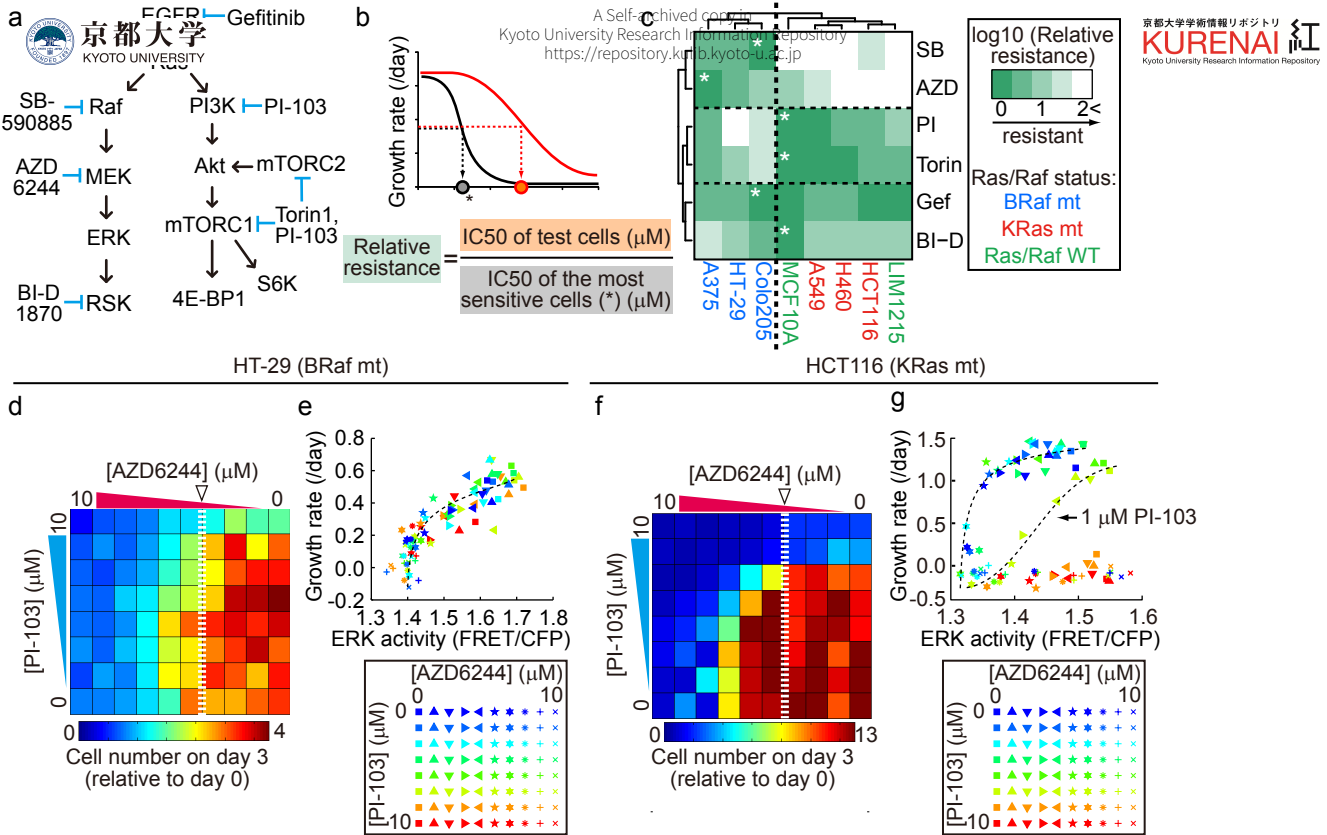 a
EGFR
Gefitinib
京都大学
KYOTO UNIVERSITY
Ras
SB-
590885
Raf
PI3K
PI-103
AZD
6244
MEK
Akt
mTORC2
ERK
mTORC1
Torin1,
PI-103
BI-D
1870
RSK
4E-BP1
S6K
b
Growth rate (/day)
*
Relative
resistance
=
IC50 of test cells (μM)
IC50 of the most
sensitive cells (*) (μM)
A Self-archived copy in
Kyoto University Research Information Repository
https://repository.kulib.kyoto-u.ac.jp
c
*
*
*
*
*
*
SB
AZD
PI
Torin
Gef
BI-D
A375
HT-29
Colo205
MCF10A
A549
H460
HCT116
LIM1215
京都大学学術情報リポジトリ
KURENAI 紅
Kyoto University Research Information Repository
log10 (Relative
resistance)
0 1 2<
resistant
Ras/Raf status:
BRaf mt
KRas mt
Ras/Raf WT
HT-29 (BRaf mt)
HCT116 (KRas mt)
d
[AZD6244] (μM)
10 0
[PI-103] (μM)
10
0
0 4
Cell number on day 3
(relative to day 0)
e
Growth rate (/day)
0.8
0.6
0.4
0.2
0.0
-0.2
1.3 1.4 1.5 1.6 1.7 1.8
ERK activity (FRET/CFP)
[AZD6244] (μM)
0 10
[PI-103] (μM)
0
10
f
[AZD6244] (μM)
10 0
[PI-103] (μM)
10
0
0 13
Cell number on day 3
(relative to day 0)
g
Growth rate (/day)
1.5
1.0
0.5
0.0
-0.5
1 μM PI-103
1.3 1.4 1.5 1.6
ERK activity (FRET/CFP)
[AZD6244] (μM)
0 10
[PI-103] (μM)
0
10